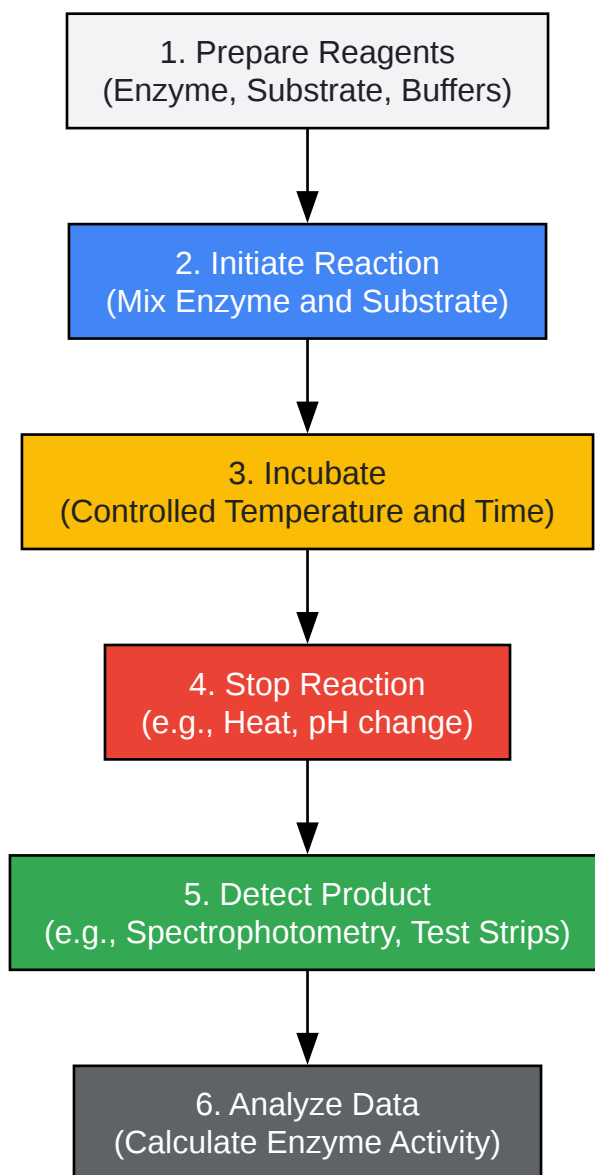 1. Prepare Reagents
(Enzyme, Substrate, Buffers)
2. Initiate Reaction
(Mix Enzyme and Substrate)
3. Incubate
(Controlled Temperature and Time)
4. Stop Reaction
(e.g., Heat, pH change)
5. Detect Product
(e.g., Spectrophotometry, Test Strips)
6. Analyze Data
(Calculate Enzyme Activity)